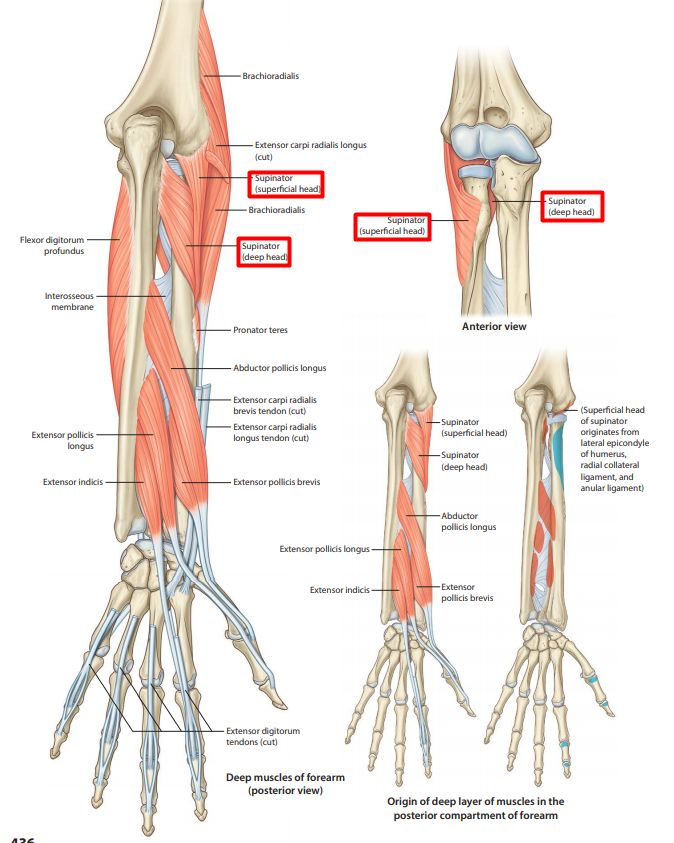 Brachioradialis
Extensor carpi radialis longus
(cut)
Supinator
(superficial head)
Brachioradialis
Flexor digitorum
profundus
Supinator
(deep head)
Interosseous
membrane
Pronator teres
Abductor pollicis longus
Extensor carpi radialis
brevis tendon (cut)
Extensor carpi radialis
longus tendon (cut)
Extensor pollicis
longus
Extensor indicis
Extensor pollicis brevis
Extensor digitorum
tendons (cut)
Deep muscles of forearm
(posterior view)
Supinator
(deep head)
Supinator
(superficial head)
Anterior view
Supinator
(superficial head)
Supinator
(deep head)
Abductor
pollicis longus
Extensor pollicis longus
Extensor indicis
Extensor
pollicis brevis
(Superficial head
of supinator
originates from
lateral epicondyle
of humerus,
radial collateral
ligament, and
anular ligament)
Origin of deep layer of muscles in the
posterior compartment of forearm
436